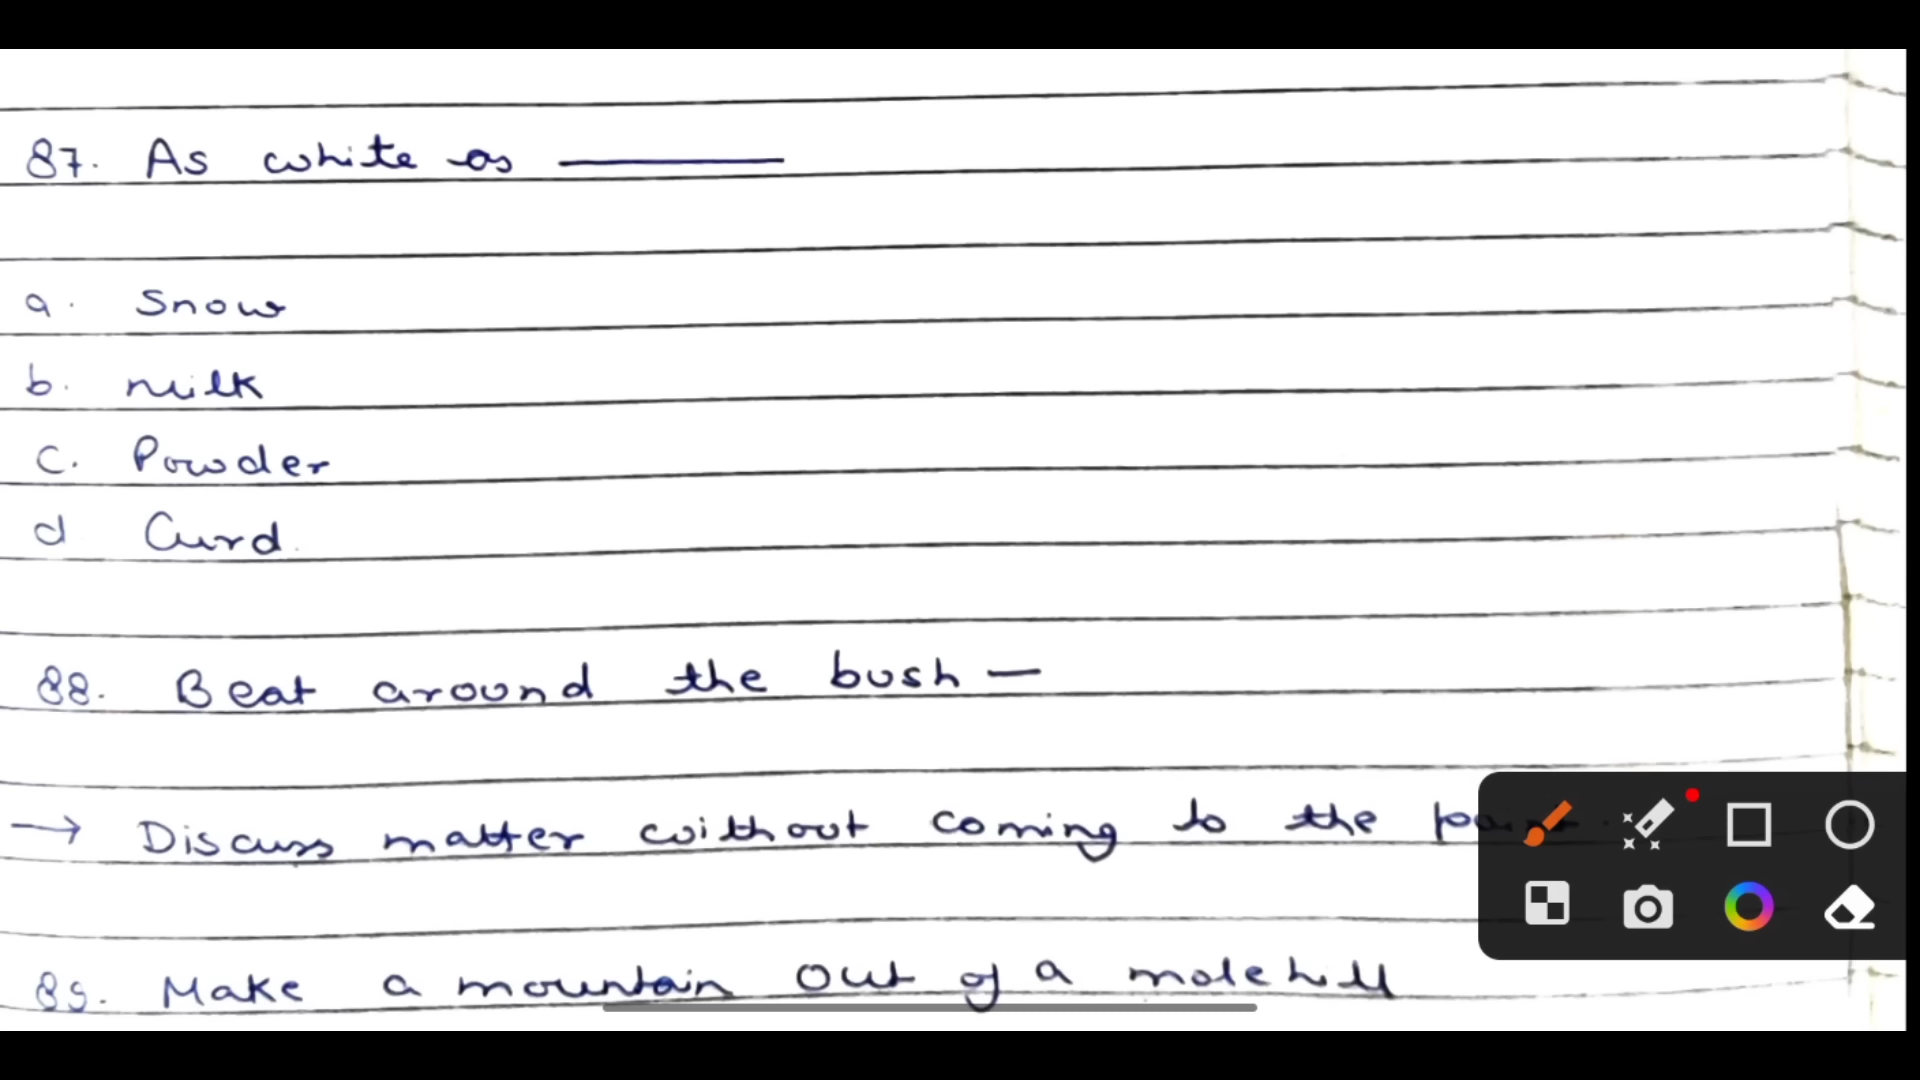 87. As white as ———
a. Snow
b. milk
c. Powder
d Curd.
88. Beat around the bush —
→ Discuss matter without coming to the
89. Make a mountain out of a molehill